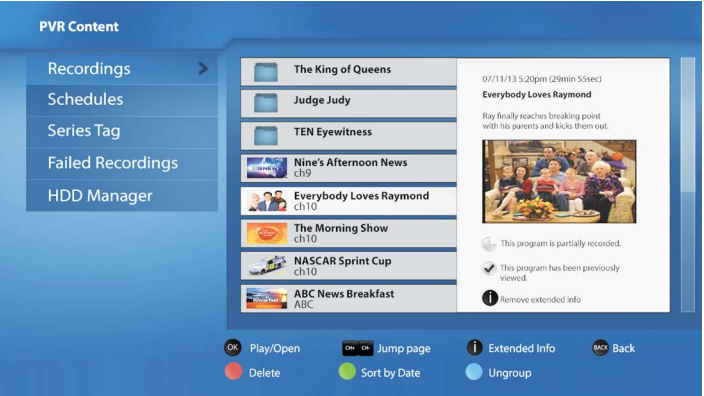 PVR Content
Recordings
Schedules
Series Tag
Failed Recordings
HDD Manager
The King of Queens
Judge Judy
TEN Eyewitness
NEWS
Nine's Afternoon News
ch9
Everybody Loves Raymond
ch10
The Morning Show
ch10
NASCAR Sprint Cup
ch10
ABC News Breakfast
ABC
07/11/13 5:20pm (29min 55sec)
Everybody Loves Raymond
Ray finally reaches breaking point
with his parents and kicks them out.
This program is partially recorded.
This program has been previously
viewed.
i Remove extended info
OK Play/Open
CH+ CH- Jump page
i Extended Info
BACK Back
Delete
Sort by Date
Ungroup